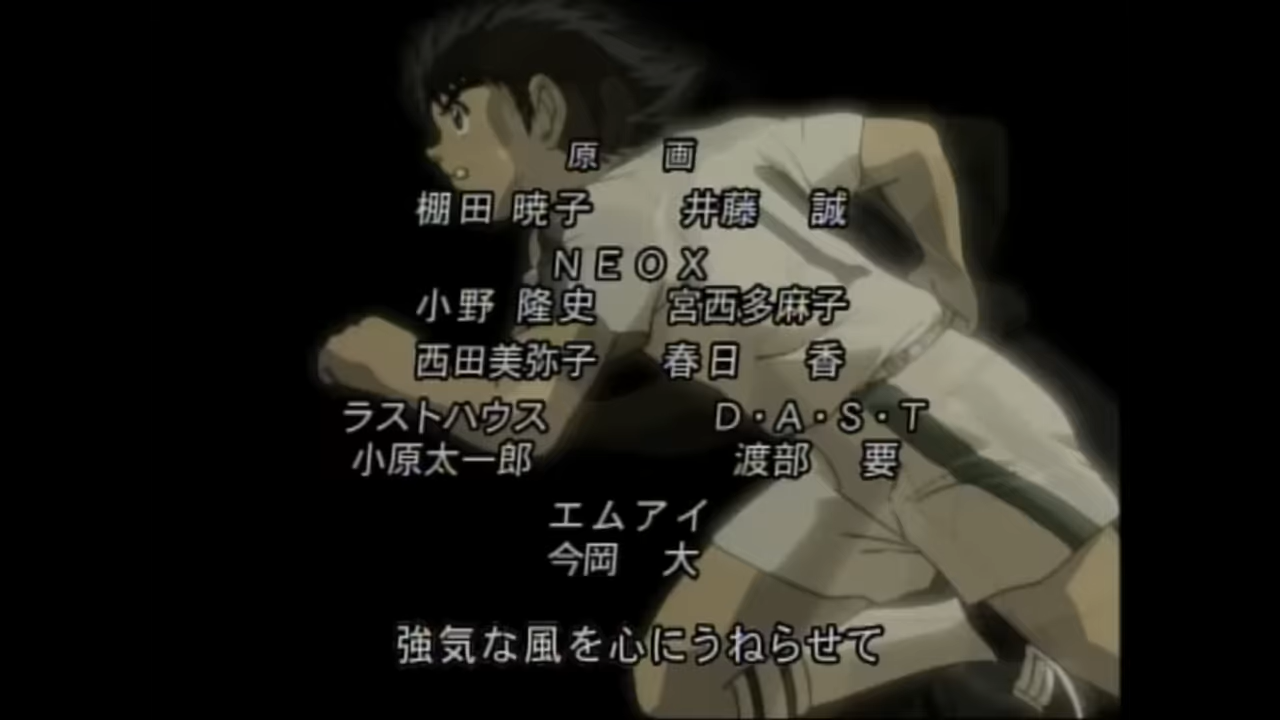 原　画
棚田 暁子　井藤　誠
ＮＥＯＸ
小野 隆史　宮西多麻子
西田美弥子　春日　香
ラストハウス　Ｄ・Ａ・Ｓ・Ｔ
小原太一郎　渡部　要
エムアイ
今岡　大
強気な風を心にうねらせて